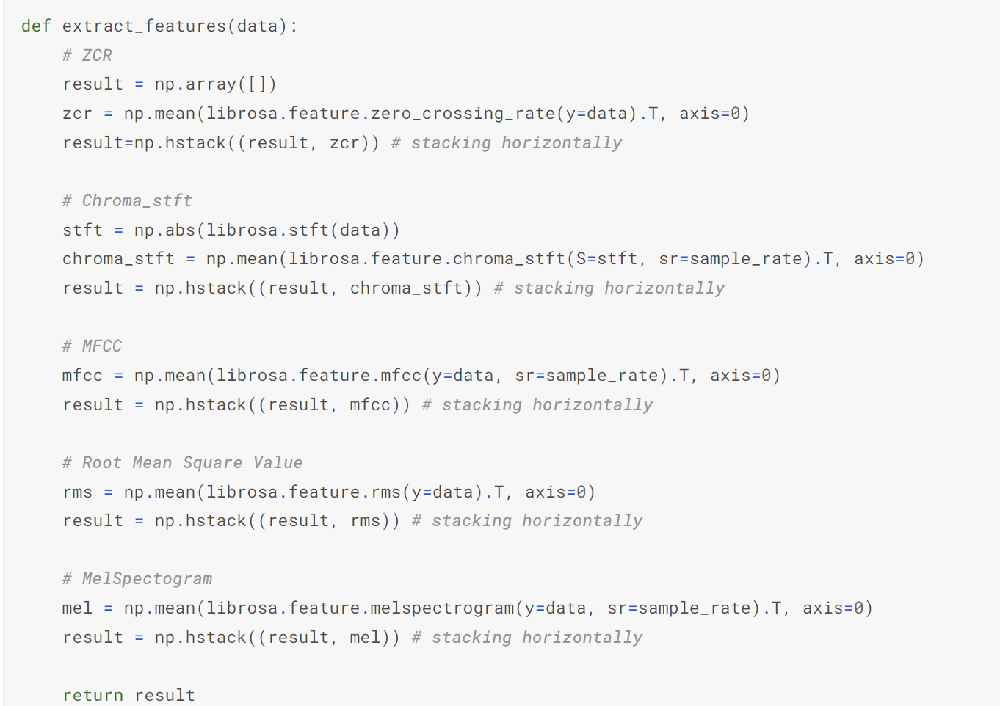 def extract_features(data):
    # ZCR
    result = np.array([])
    zcr = np.mean(librosa.feature.zero_crossing_rate(y=data).T, axis=0)
    result=np.hstack((result, zcr)) # stacking horizontally

    # Chroma_stft
    stft = np.abs(librosa.stft(data))
    chroma_stft = np.mean(librosa.feature.chroma_stft(S=stft, sr=sample_rate).T, axis=0)
    result = np.hstack((result, chroma_stft)) # stacking horizontally

    # MFCC
    mfcc = np.mean(librosa.feature.mfcc(y=data, sr=sample_rate).T, axis=0)
    result = np.hstack((result, mfcc)) # stacking horizontally

    # Root Mean Square Value
    rms = np.mean(librosa.feature.rms(y=data).T, axis=0)
    result = np.hstack((result, rms)) # stacking horizontally

    # MelSpectogram
    mel = np.mean(librosa.feature.melspectrogram(y=data, sr=sample_rate).T, axis=0)
    result = np.hstack((result, mel)) # stacking horizontally

    return result